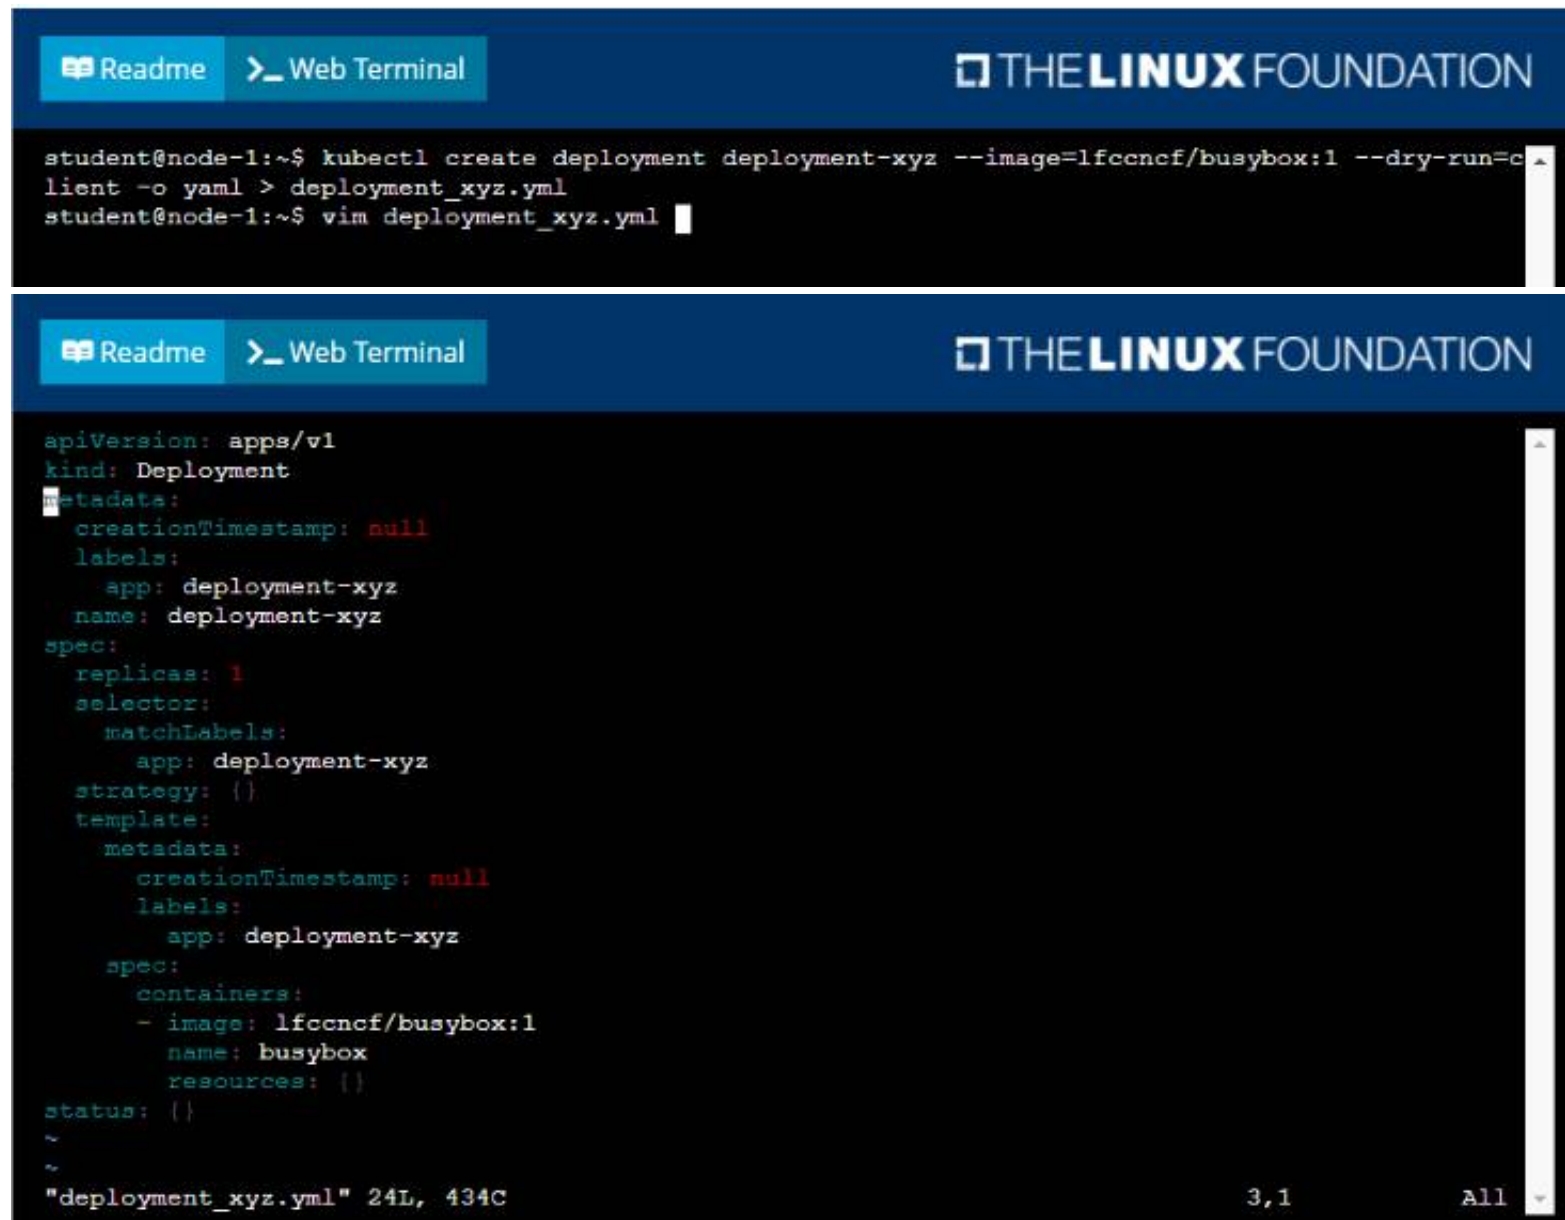 Readme >_ Web Terminal THE LINUX FOUNDATION
student@node-1:~$ kubectl create deployment deployment-xyz --image=lfccncf/busybox:1 --dry-run=c
lient -o yaml > deployment_xyz.yml
student@node-1:~$ vim deployment_xyz.yml
Readme >_ Web Terminal THE LINUX FOUNDATION
apiVersion: apps/v1
kind: Deployment
metadata:
  creationTimestamp: null
  labels:
    app: deployment-xyz
  name: deployment-xyz
spec:
  replicas: 1
  selector:
    matchLabels:
      app: deployment-xyz
  strategy: {}
  template:
    metadata:
      creationTimestamp: null
      labels:
        app: deployment-xyz
    spec:
      containers:
      - image: lfccncf/busybox:1
        name: busybox
        resources: {}
status: {}
~
~
"deployment_xyz.yml" 24L, 434C 3,1 All